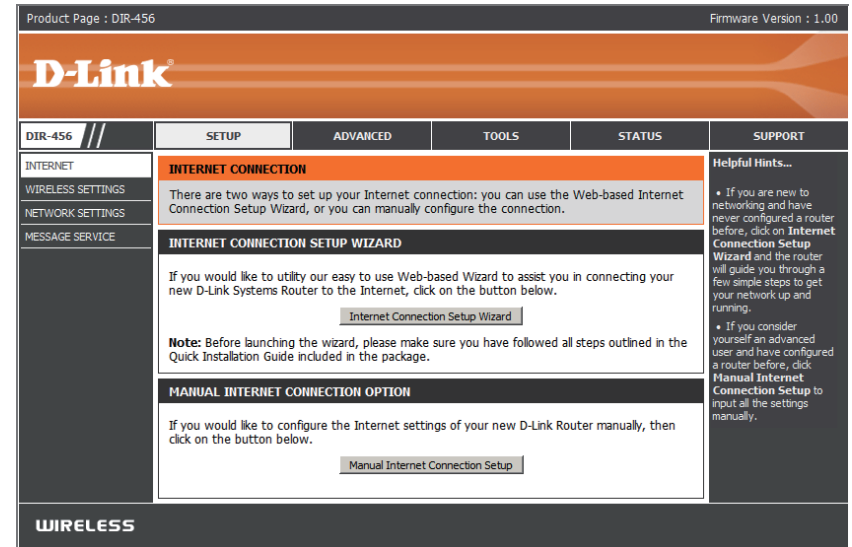 Product Page : DIR-456
Firmware Version : 1.00
D-Link®
DIR-456
SETUP
ADVANCED
TOOLS
STATUS
SUPPORT
INTERNET
WIRELESS SETTINGS
NETWORK SETTINGS
MESSAGE SERVICE
INTERNET CONNECTION
There are two ways to set up your Internet connection: you can use the Web-based Internet
Connection Setup Wizard, or you can manually configure the connection.
INTERNET CONNECTION SETUP WIZARD
If you would like to utility our easy to use Web-based Wizard to assist you in connecting your
new D-Link Systems Router to the Internet, click on the button below.
Internet Connection Setup Wizard
Note: Before launching the wizard, please make sure you have followed all steps outlined in the
Quick Installation Guide included in the package.
MANUAL INTERNET CONNECTION OPTION
If you would like to configure the Internet settings of your new D-Link Router manually, then
click on the button below.
Manual Internet Connection Setup
Helpful Hints...
• If you are new to
networking and have
never configured a router
before, click on Internet
Connection Setup
Wizard and the router
will guide you through a
few simple steps to get
your network up and
running.
• If you consider
yourself an advanced
user and have configured
a router before, click
Manual Internet
Connection Setup to
input all the settings
manually.
WIRELESS